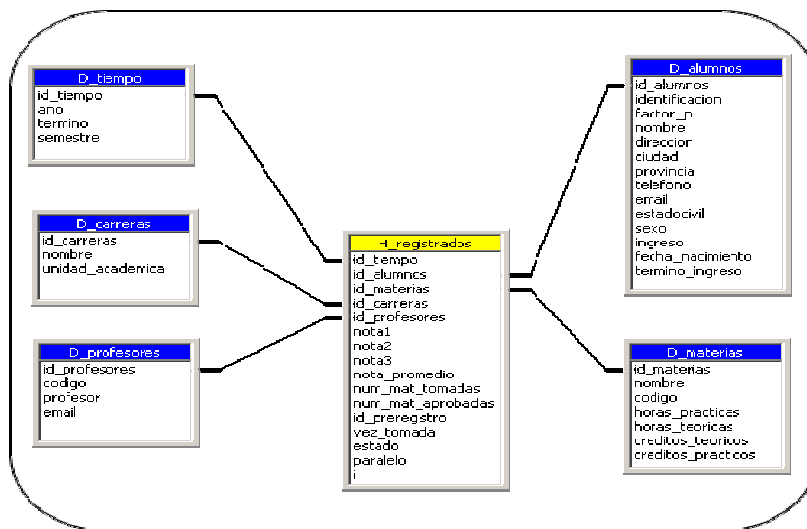 D_tiempo
id_tiempo
ano
termino
semestre
D_carreras
id_carreras
nombre
unidad_academica
D_profesores
id_profesores
codigo
profesor
email
H_registrados
id_tiempo
id_alumnos
id_materias
id_carreras
id_profesores
nota1
nota2
nota3
nota_promedio
num_mat_tomadas
num_mat_aprobadas
id_preregistro
vez_tomada
estado
paralelo
i
D_alumnos
id_alumnos
identificacion
factor_p
nombre
direccion
ciudad
provincia
telefono
email
estadocivil
sexo
ingreso
fecha_nacimiento
termino_ingreso
D_materias
id_materias
nombre
codigo
horas_practicas
horas_teoricas
creditos_teoricos
creditos_practicos